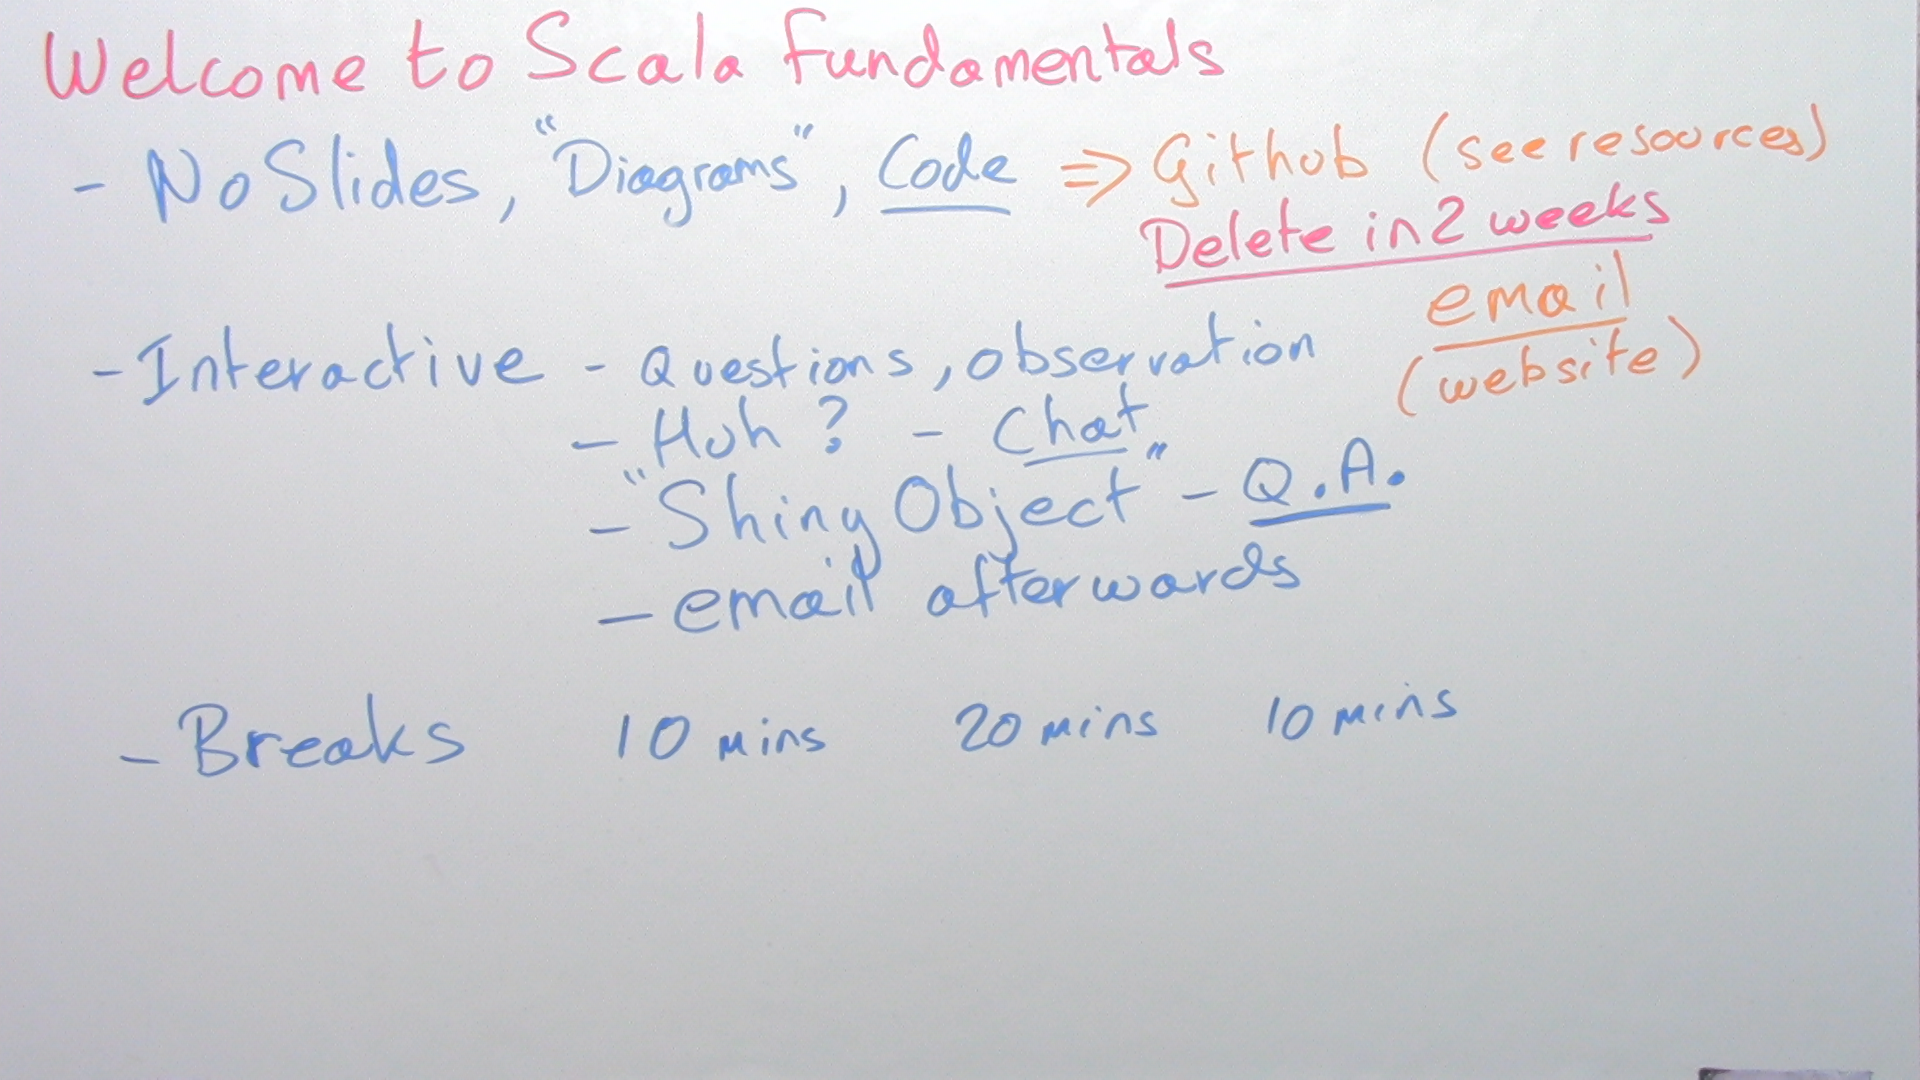 Welcome to Scala Fundamentals
- No Slides, "Diagrams", Code => Github (see resources)
Delete in 2 weeks
email
(website)
- Interactive - Questions, observation
- Huh? - Chat
- "Shiny Object" - Q.A.
- email afterwards
- Breaks 10 mins 20 mins 10 mins